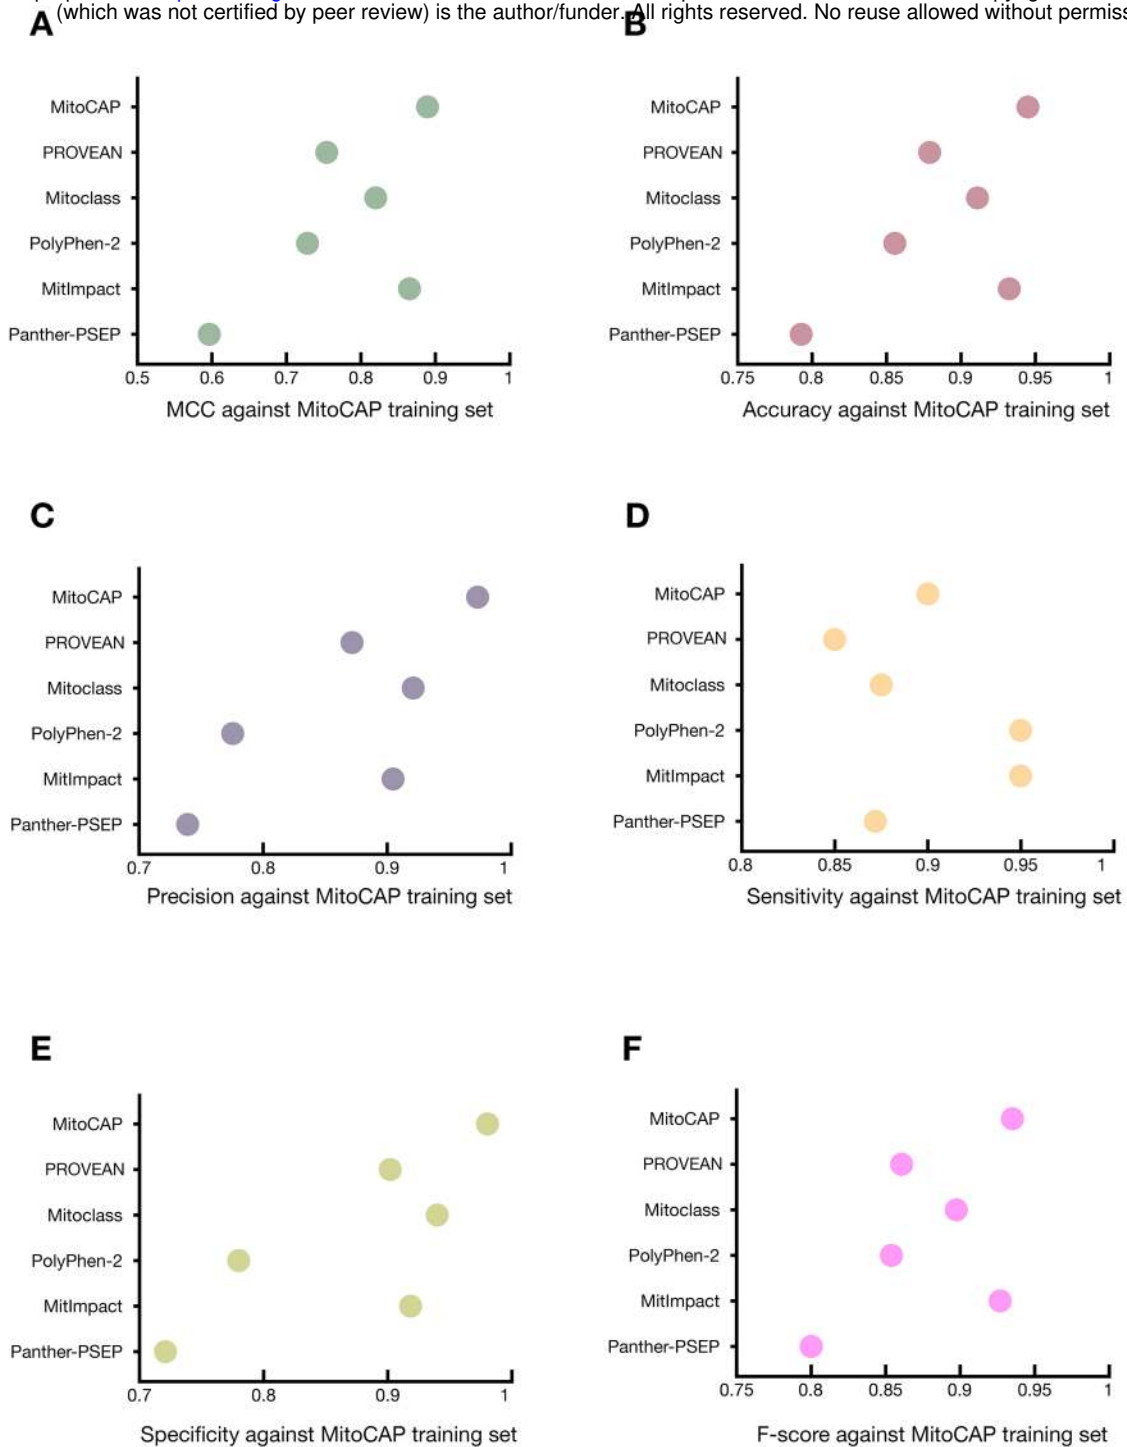 (which was not certified by peer review) is the author/funder. All rights reserved. No reuse allowed without
A
B
MitoCAP
PROVEAN
Mitoclass
PolyPhen-2
MitImpact
Panther-PSEP
0.5 0.6 0.7 0.8 0.9 1
MCC against MitoCAP training set
MitoCAP
PROVEAN
Mitoclass
PolyPhen-2
MitImpact
Panther-PSEP
0.75 0.8 0.85 0.9 0.95 1
Accuracy against MitoCAP training set
C
MitoCAP
PROVEAN
Mitoclass
PolyPhen-2
MitImpact
Panther-PSEP
0.7 0.8 0.9 1
Precision against MitoCAP training set
D
MitoCAP
PROVEAN
Mitoclass
PolyPhen-2
MitImpact
Panther-PSEP
0.8 0.85 0.9 0.95 1
Sensitivity against MitoCAP training set
E
MitoCAP
PROVEAN
Mitoclass
PolyPhen-2
MitImpact
Panther-PSEP
0.7 0.8 0.9 1
Specificity against MitoCAP training set
F
MitoCAP
PROVEAN
Mitoclass
PolyPhen-2
MitImpact
Panther-PSEP
0.75 0.8 0.85 0.9 0.95 1
F-score against MitoCAP training set